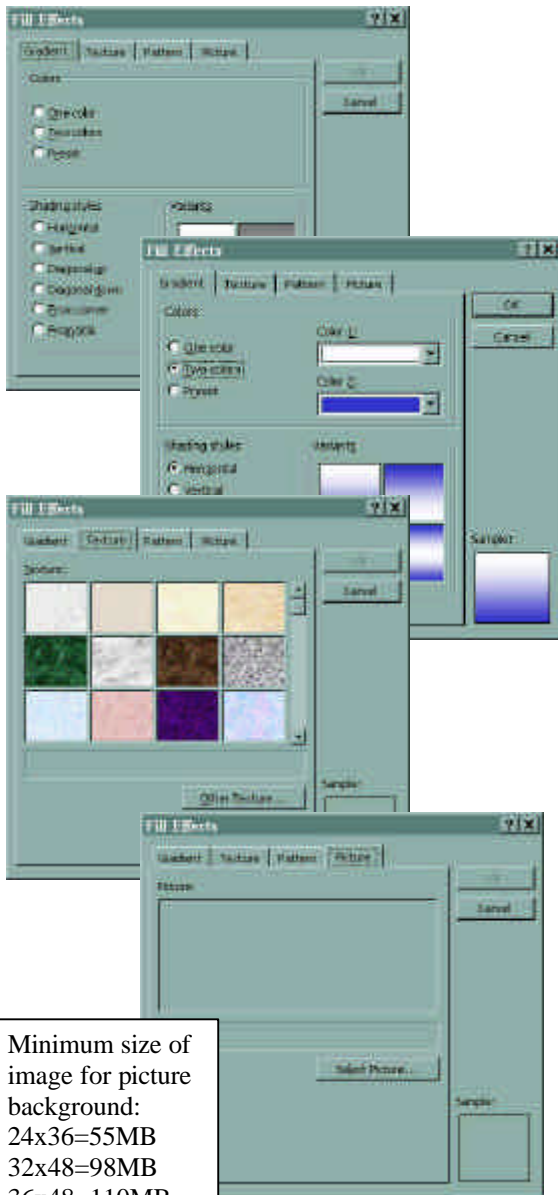 Fill Effects
Gradient Texture Pattern Picture
Colors
Cancel
One color
Two colors
Preset
Shading styles Variants
Horizontal
Vertical
Diagonal up
Diagonal down
From corner
From title
Fill Effects
Gradient Texture Pattern Picture
Colors
OK
Color 1:
Cancel
One color
Two colors
Color 2:
Preset
Shading styles Variants
Horizontal
Vertical
Sample:
Fill Effects
Gradient Texture Pattern Picture
Texture:
Cancel
Other Texture...
Sample:
Fill Effects
Gradient Texture Pattern Picture
Picture:
Cancel
Select Picture...
Sample:
Minimum size of
image for picture
background:
24x36=55MB
32x48=98MB
36x48=110MB